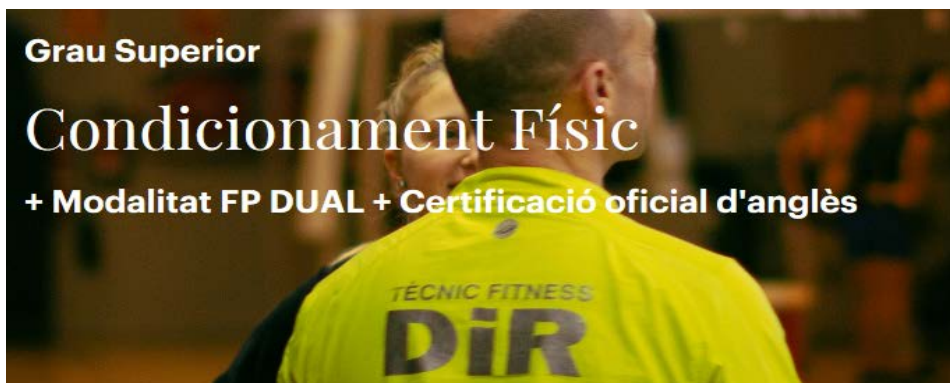 Grau Superior
Condicionament Físic
+ Modalitat FP DUAL + Certificació oficial d'anglès
TÈCNIC FITNESS
DiR